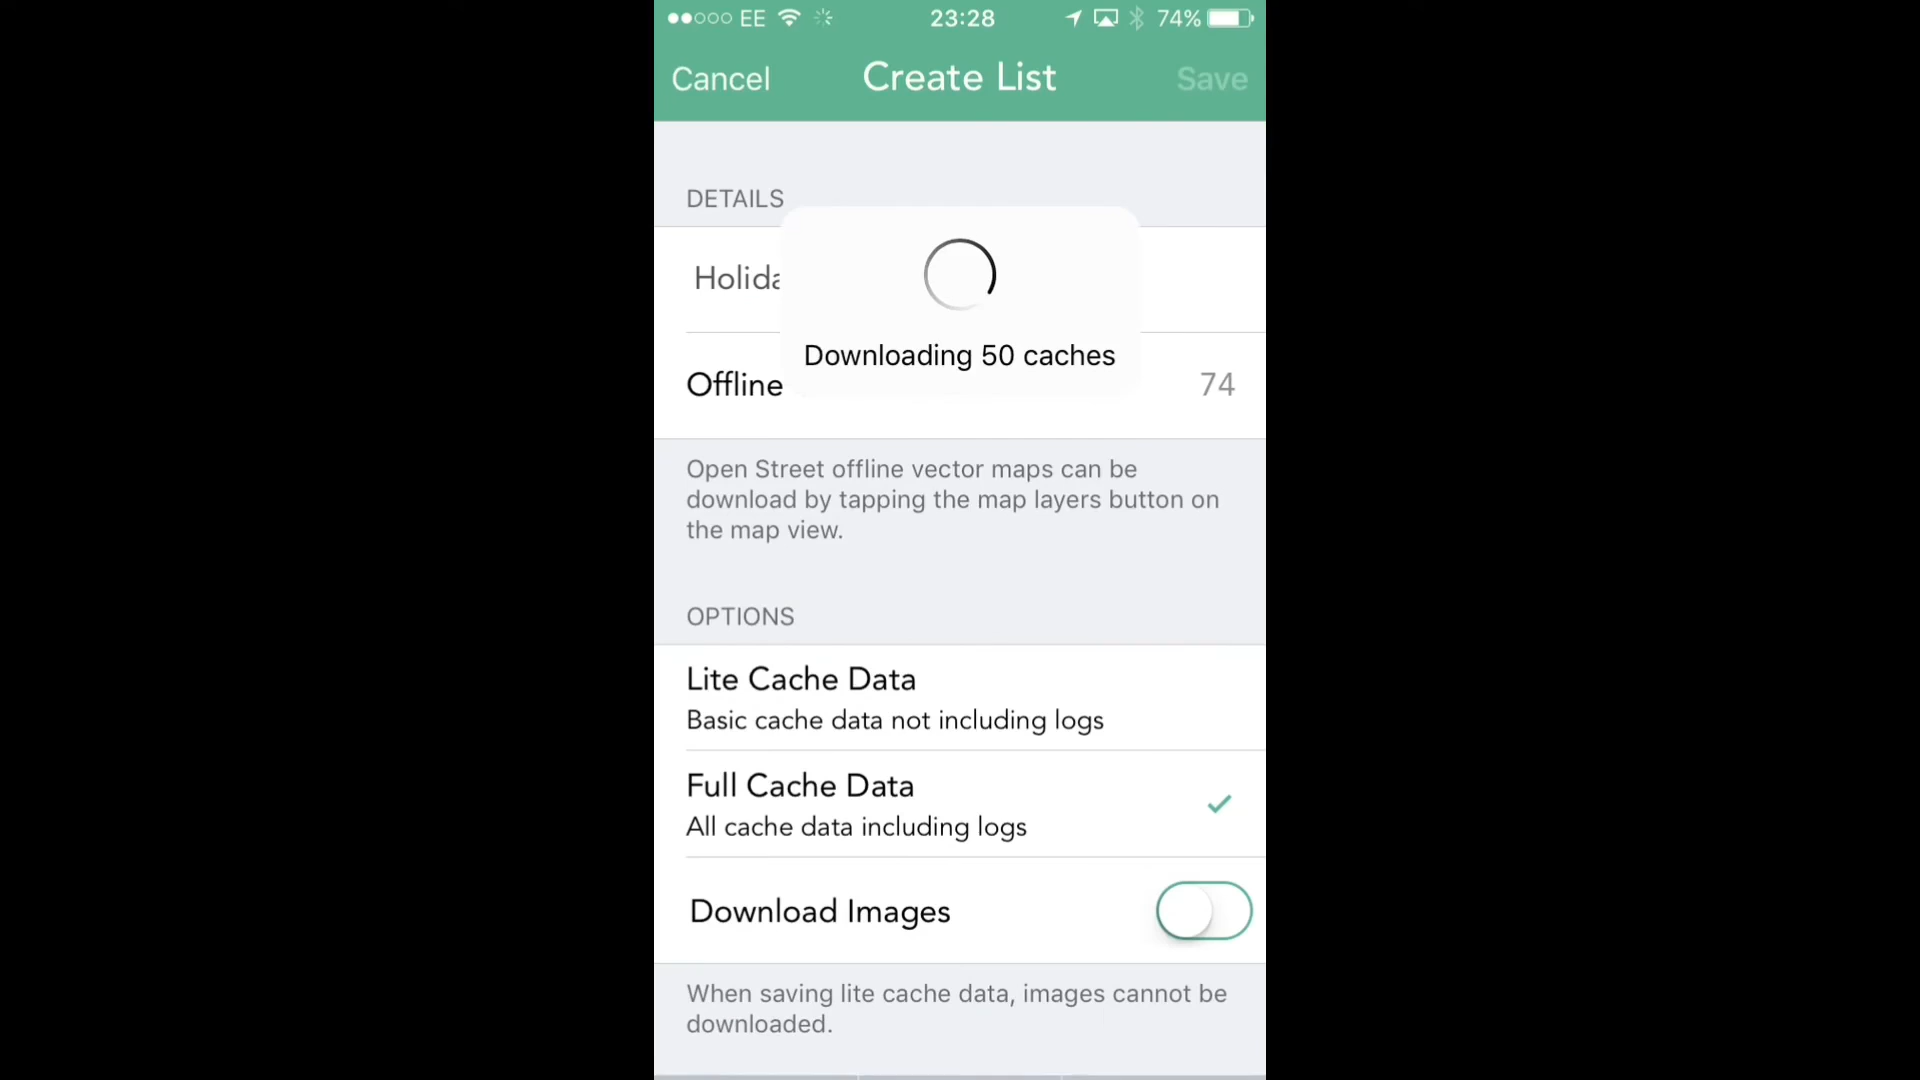 EE 23:28 74%
Cancel Create List Save
DETAILS
Downloading 50 caches
Offline 74
Open Street offline vector maps can be
download by tapping the map layers button on
the map view.
OPTIONS
Lite Cache Data
Basic cache data not including logs
Full Cache Data
All cache data including logs
Download Images
When saving lite cache data, images cannot be
downloaded.